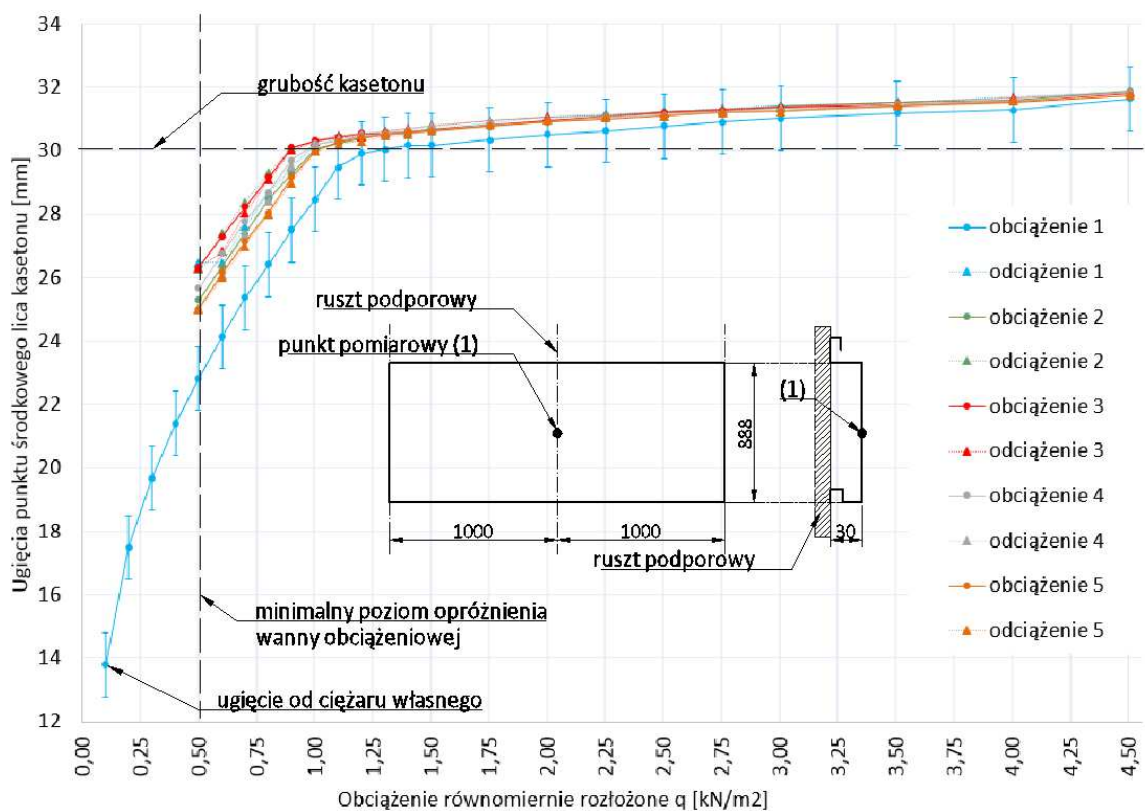 34
32
30
28
26
24
22
20
18
16
14
12
Ugięcia punktu środkowego lica kasetonu [mm]
grubość kasetonu
ruszt podporowy
punkt pomiarowy (1)
(1)
888
1000
1000
30
ruszt podporowy
minimalny poziom opróżnienia
wanny obciążeniowej
ugięcie od ciężaru własnego
obciążenie 1
odciążenie 1
obciążenie 2
odciążenie 2
obciążenie 3
odciążenie 3
obciążenie 4
odciążenie 4
obciążenie 5
odciążenie 5
0,00
0,25
0,50
0,75
1,00
1,25
1,50
1,75
2,00
2,25
2,50
2,75
3,00
3,25
3,50
3,75
4,00
4,25
4,50
Obciążenie równomiernie rozłożone q [kN/m2]